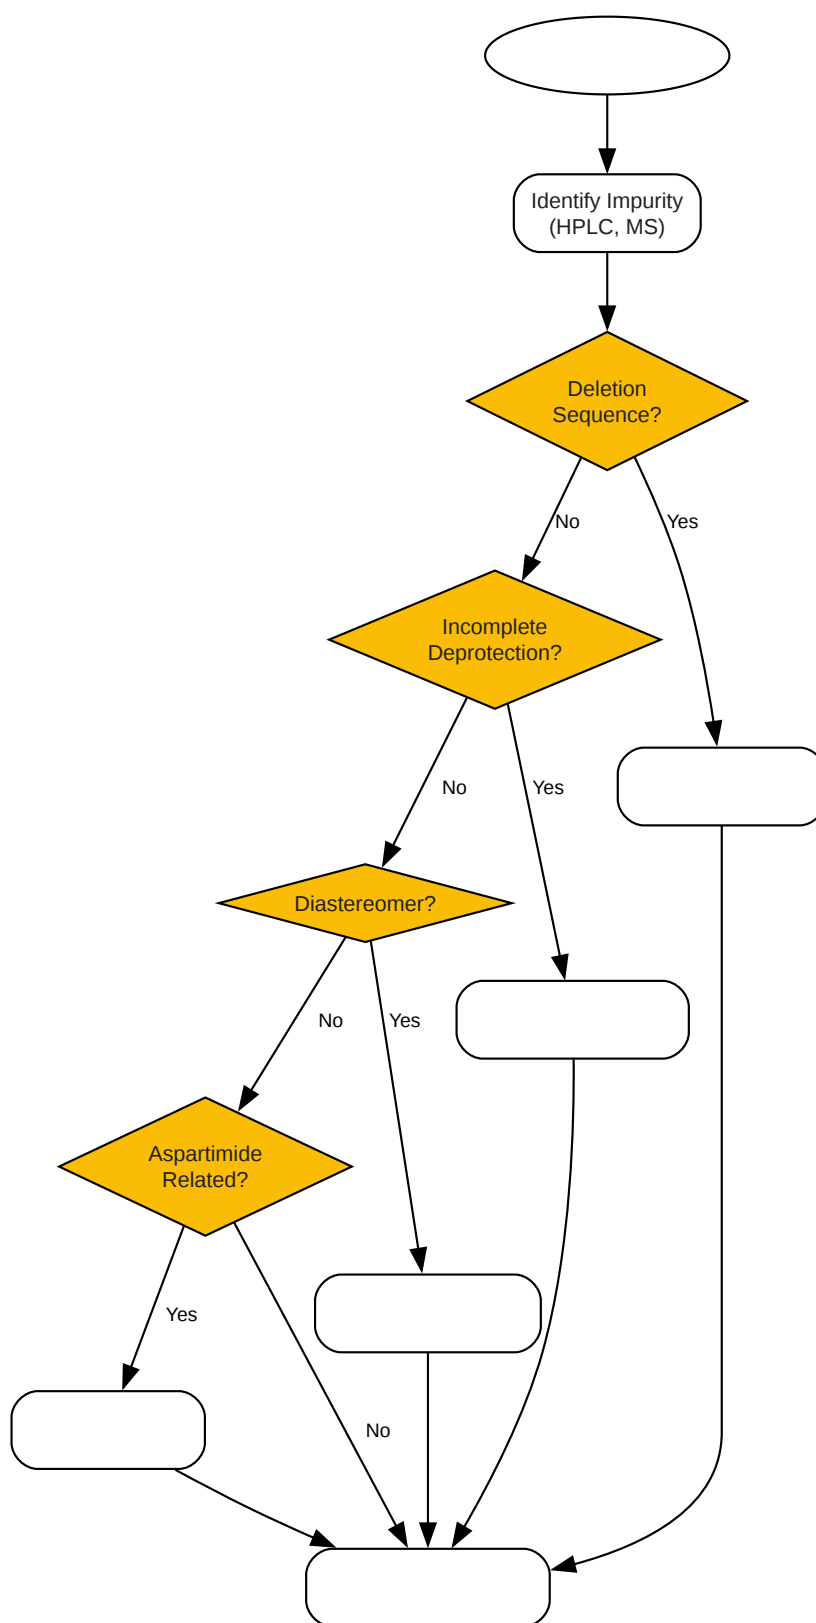 Identify Impurity
(HPLC, MS)
Deletion
Sequence?
No
Yes
Incomplete
Deprotection?
No
Yes
Diastereomer?
No
Yes
Aspartimide
Related?
Yes
No